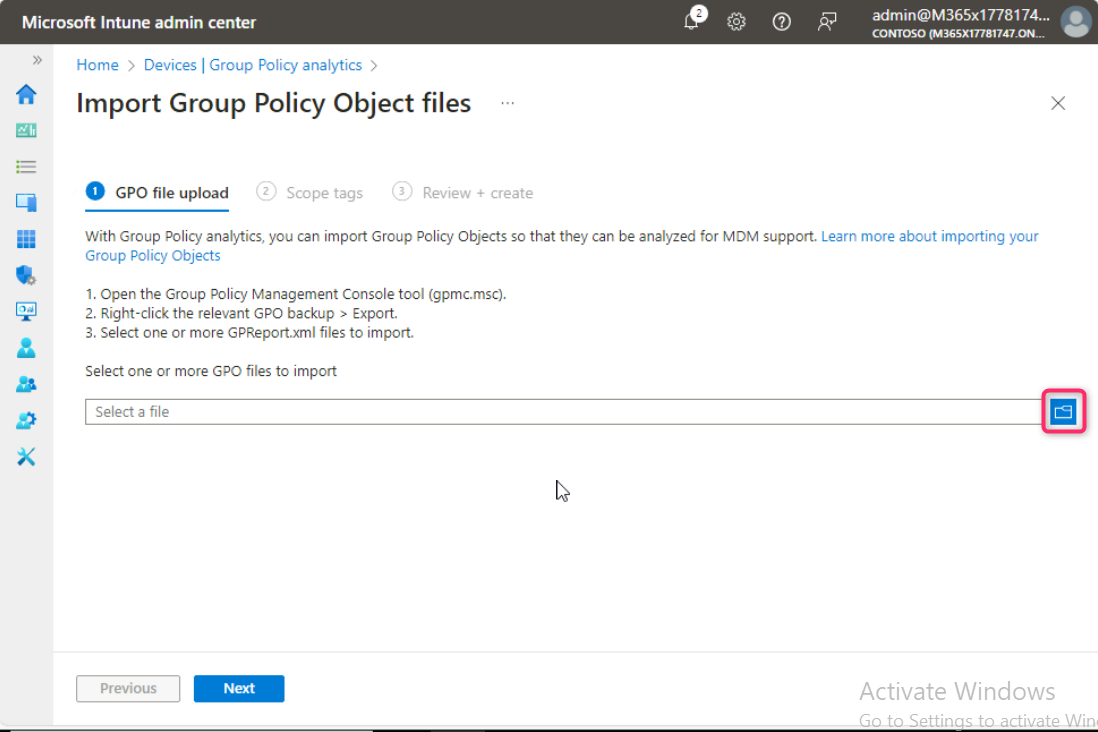 Microsoft Intune admin center
2
admin@M365x1778174...
CONTOSO (M365X17781747.ON...
Home > Devices | Group Policy analytics >
Import Group Policy Object files ...
1 GPO file upload 2 Scope tags 3 Review + create
With Group Policy analytics, you can import Group Policy Objects so that they can be analyzed for MDM support. Learn more about importing your
Group Policy Objects
1. Open the Group Policy Management Console tool (gpmc.msc).
2. Right-click the relevant GPO backup > Export.
3. Select one or more GPReport.xml files to import.
Select one or more GPO files to import
Select a file
Previous Next
Activate Windows
Go to Settings to activate Win